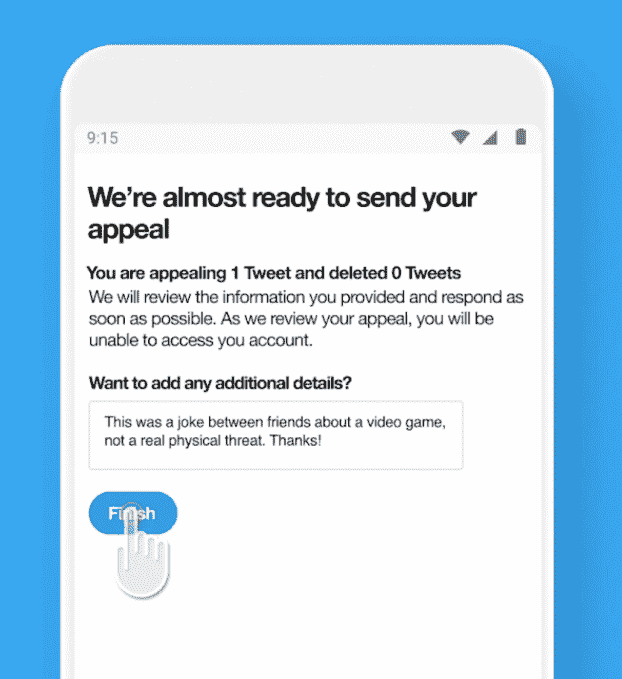 9:15
We're almost ready to send your
appeal
You are appealing 1 Tweet and deleted 0 Tweets
We will review the information you provided and respond as
soon as possible. As we review your appeal, you will be
unable to access you account.
Want to add any additional details?
This was a joke between friends about a video game,
not a real physical threat. Thanks!
Finish